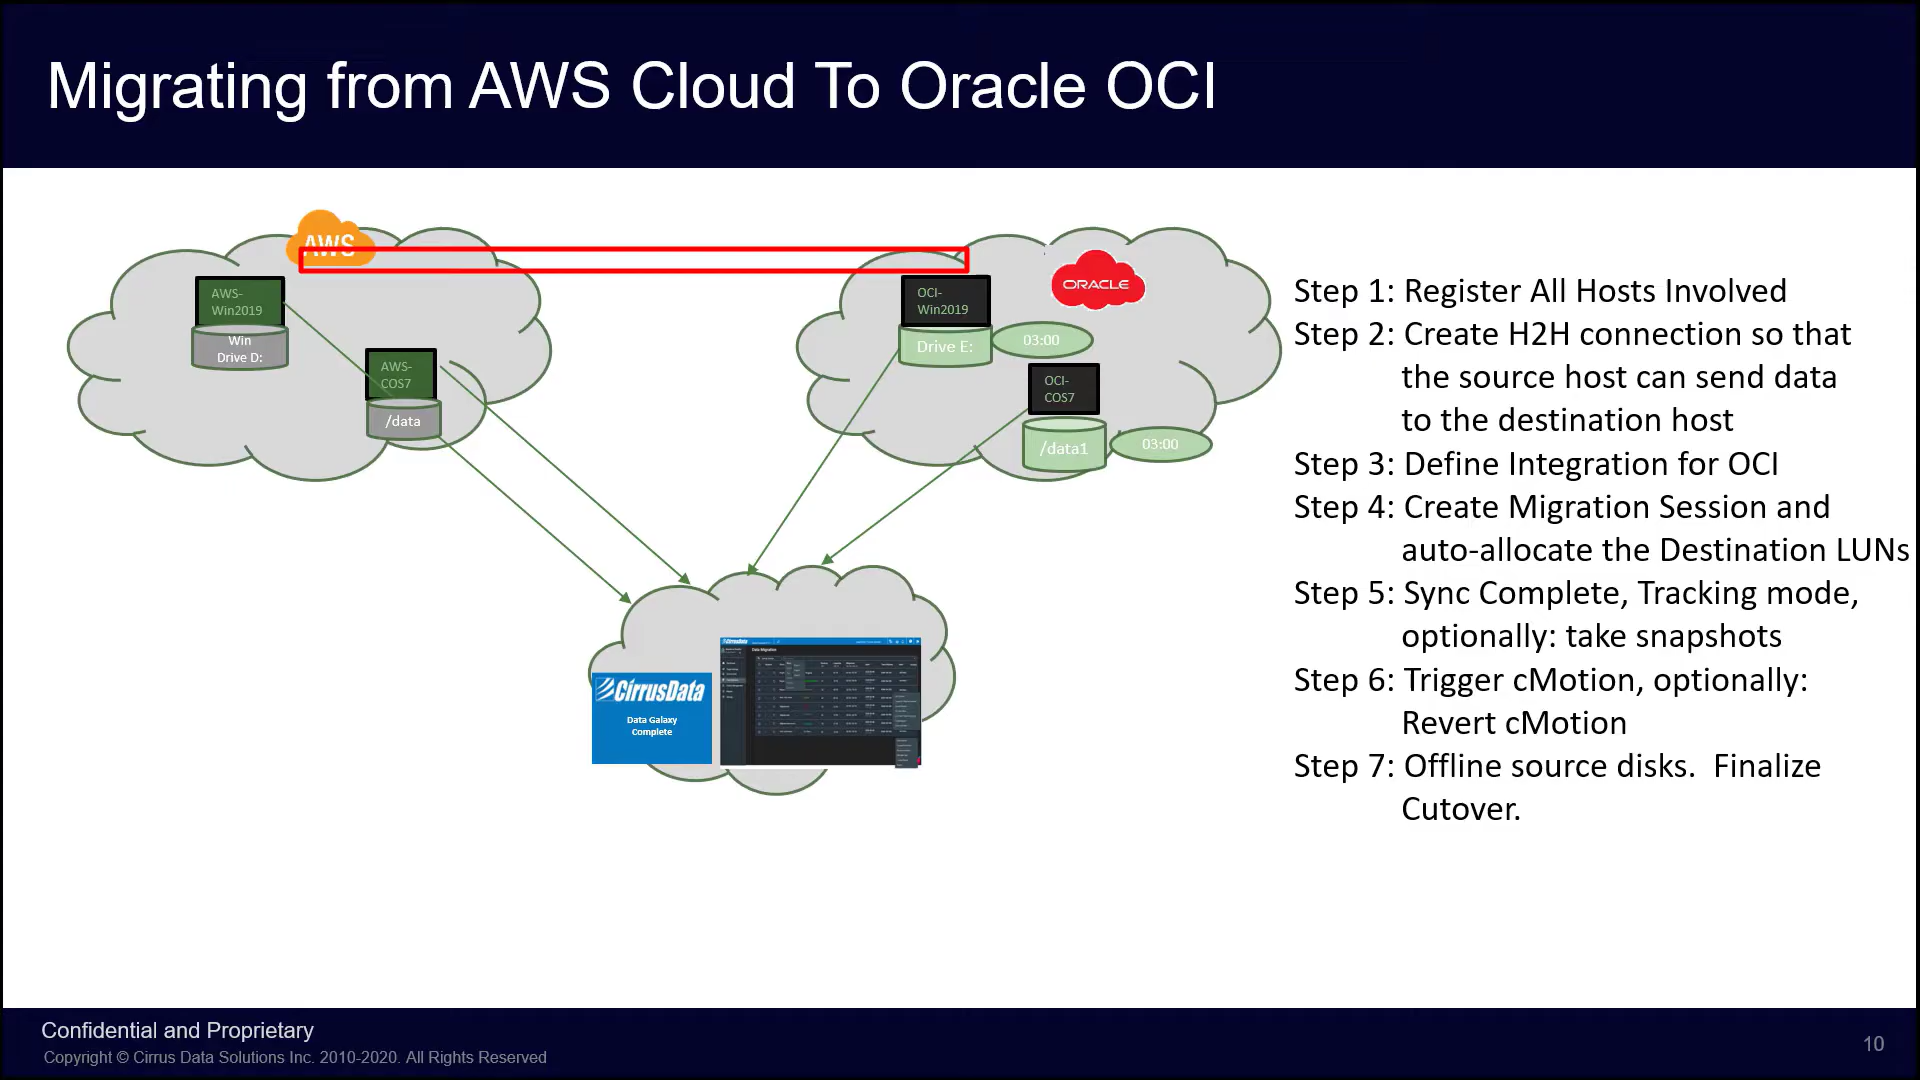 Migrating from AWS Cloud To Oracle OCI
AWS
AWS-
Win2019
Win
Drive D:
AWS-
COS7
/data
OCI-
Win2019
Drive E:
03:00
ORACLE
OCI-
COS7
/data1
03:00
Step 1: Register All Hosts Involved
Step 2: Create H2H connection so that
the source host can send data
to the destination host
Step 3: Define Integration for OCI
Step 4: Create Migration Session and
auto-allocate the Destination LUNs
Step 5: Sync Complete, Tracking mode,
optionally: take snapshots
Step 6: Trigger cMotion, optionally:
Revert cMotion
Step 7: Offline source disks.  Finalize
Cutover.
CirrusData
Data Galaxy
Complete
CirrusData
Data Migration
Confidential and Proprietary
Copyright © Cirrus Data Solutions Inc. 2010-2020. All Rights Reserved
10